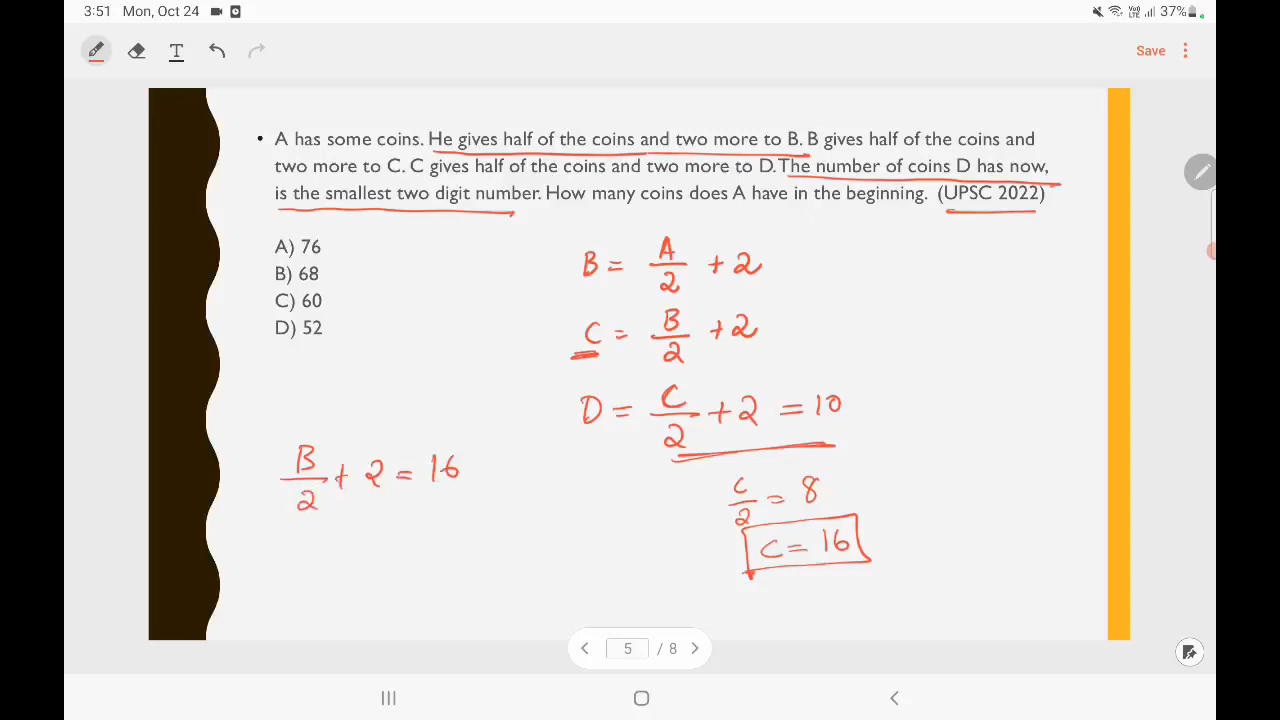 3:51 Mon, Oct 24
Vo) LTE 37%
T Save
• A has some coins. He gives half of the coins and two more to B. B gives half of the coins and
two more to C. C gives half of the coins and two more to D. The number of coins D has now,
is the smallest two digit number. How many coins does A have in the beginning. (UPSC 2022)
A) 76
B) 68
C) 60
D) 52
B = A/2 + 2
C = B/2 + 2
D = C/2 + 2 = 10
B/2 + 2 = 16
C/2 = 8
C = 16
5 / 8